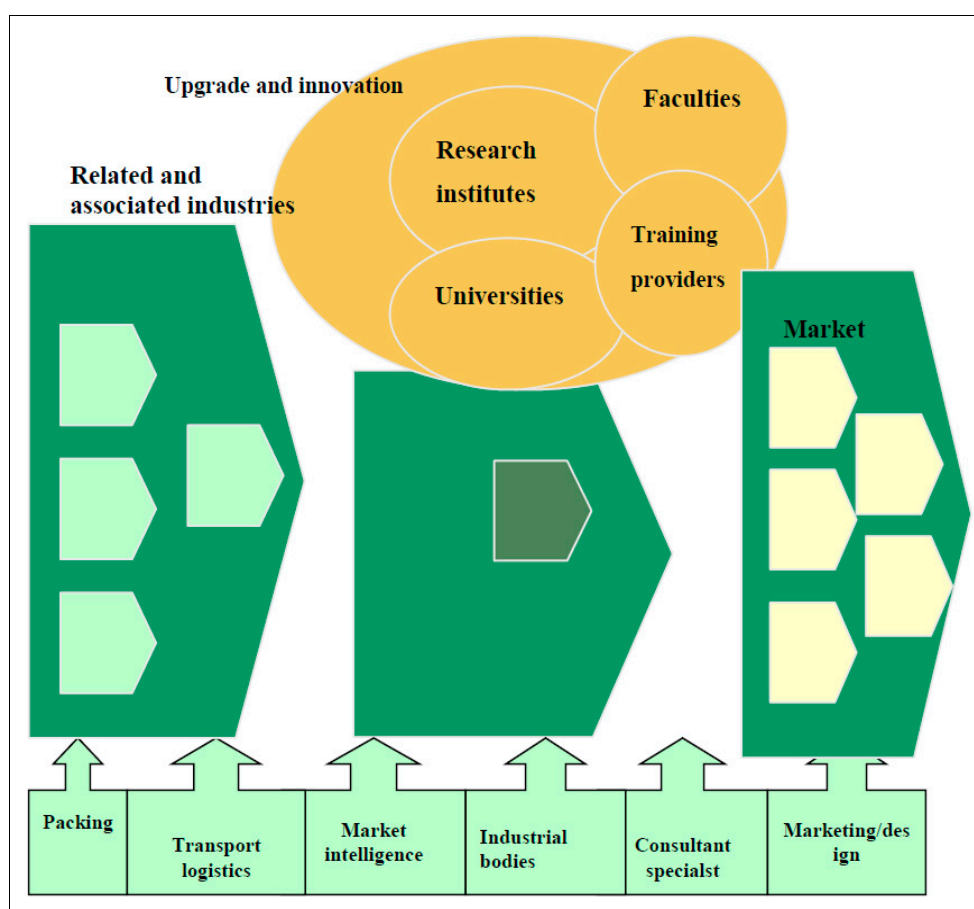 Upgrade and innovation
Faculties
Research
institutes
Related and
associated industries
Training
providers
Universities
Market
Packing
Transport
logistics
Market
intelligence
Industrial
bodies
Consultant
specialst
Marketing/des
ign